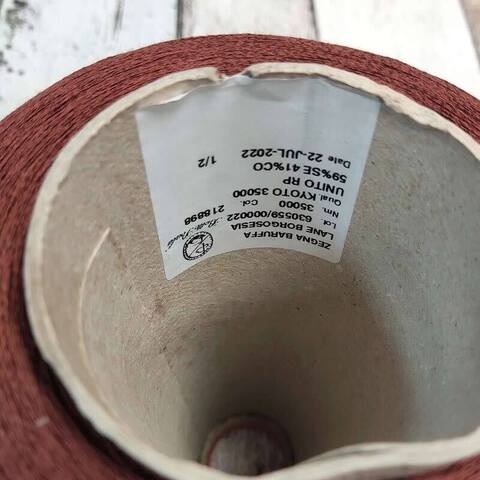 ZEGNA BARUFFA
LANE BORGOSESIA
Lot 630559/000022
Nm. 35000 Col. 218898
Qual. KYOTO 35000
UNITO RP
59%SE 41%CO
Date 22-JUL-2022 1/2